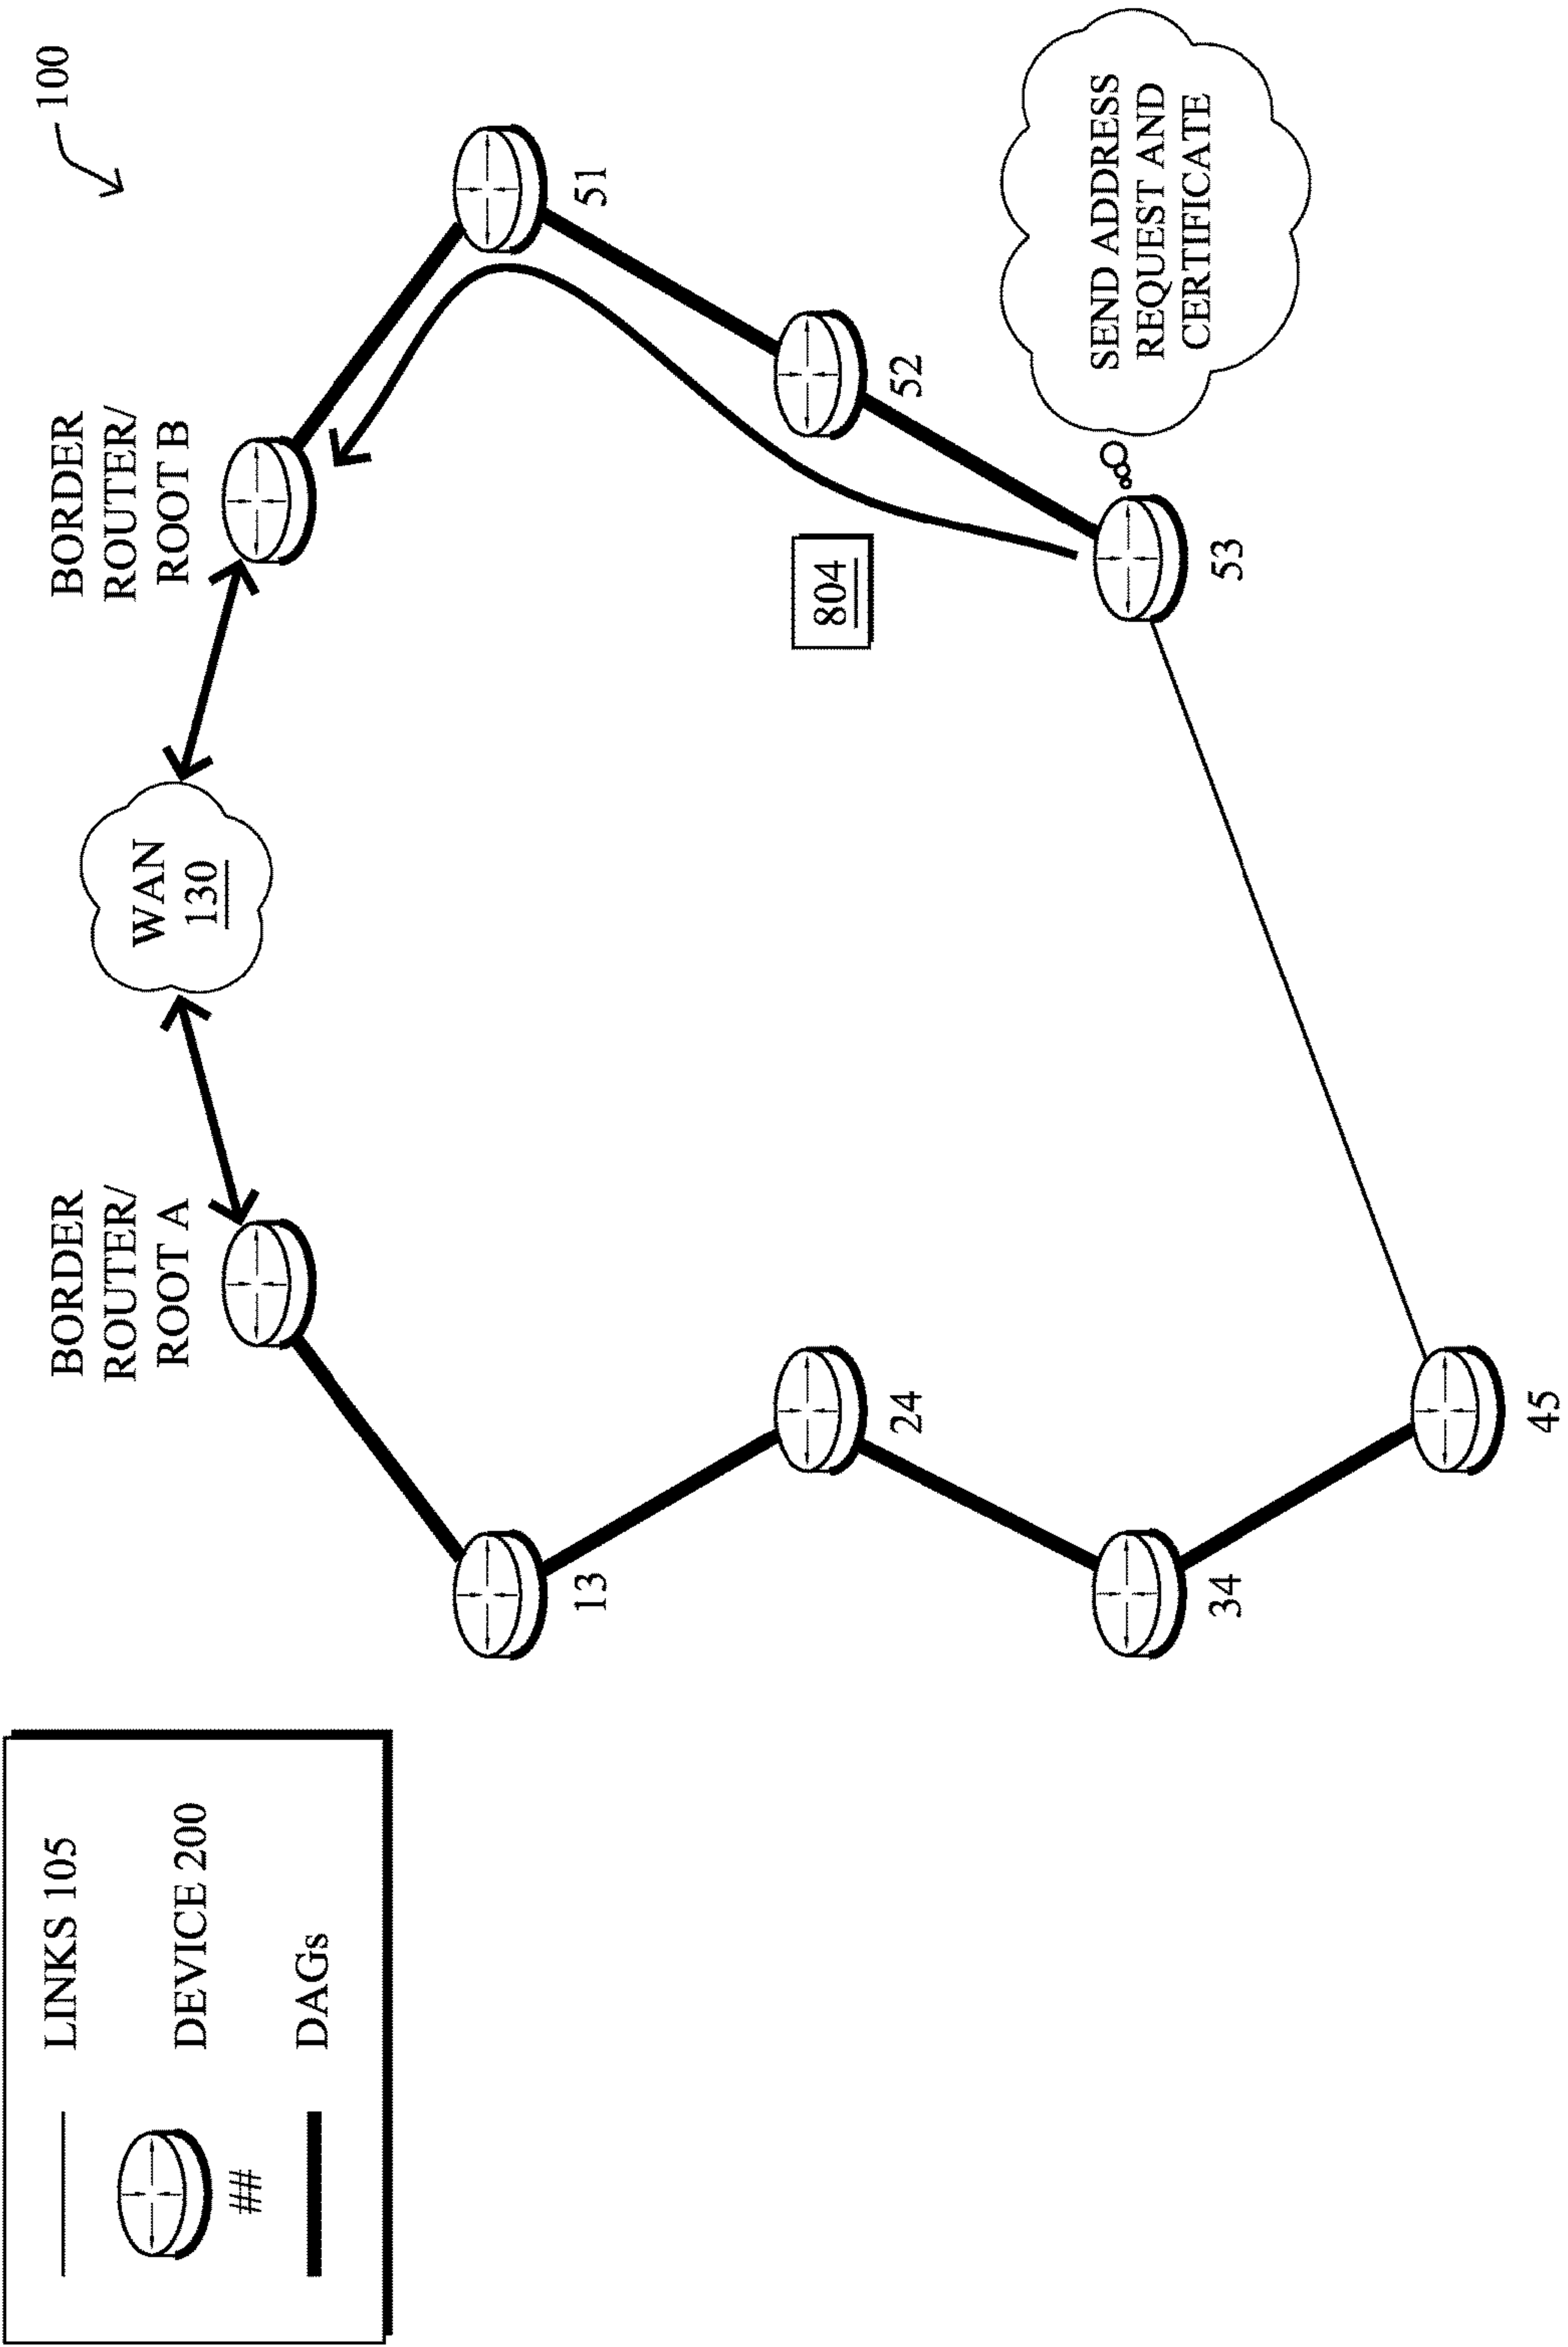 LINKS 105
DEVICE 200
##
DAGs
100
BORDER
ROUTER/
ROOT A
WAN
130
BORDER
ROUTER/
ROOT B
13
51
24
52
804
34
53
45
SEND ADDRESS
REQUEST AND
CERTIFICATE